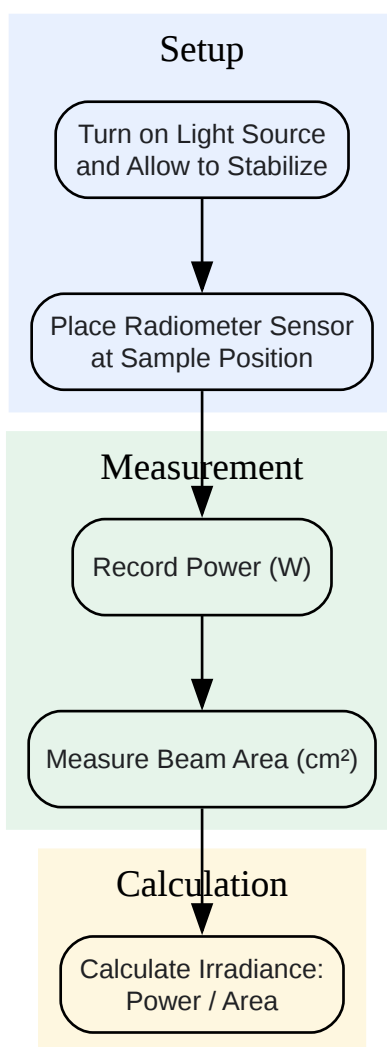 Setup
Turn on Light Source
and Allow to Stabilize
Place Radiometer Sensor
at Sample Position
Measurement
Record Power (W)
Measure Beam Area (cm²)
Calculation
Calculate Irradiance:
Power / Area